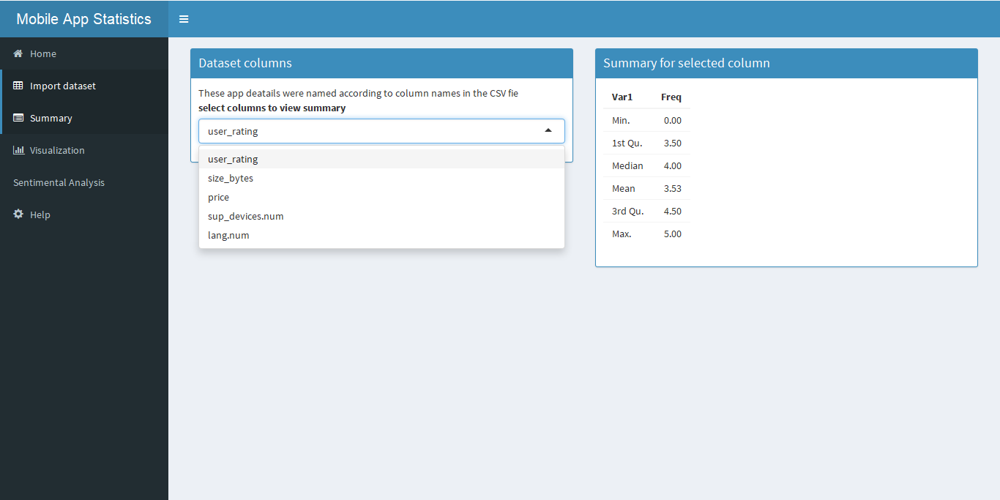 Mobile App Statistics
Home
Import dataset
Summary
Visualization
Sentimental Analysis
Help
Dataset columns
These app deatails were named according to column names in the CSV fie
select columns to view summary
user_rating
user_rating
size_bytes
price
sup_devices.num
lang.num
Summary for selected column
Var1 Freq
Min. 0.00
1st Qu. 3.50
Median 4.00
Mean 3.53
3rd Qu. 4.50
Max. 5.00